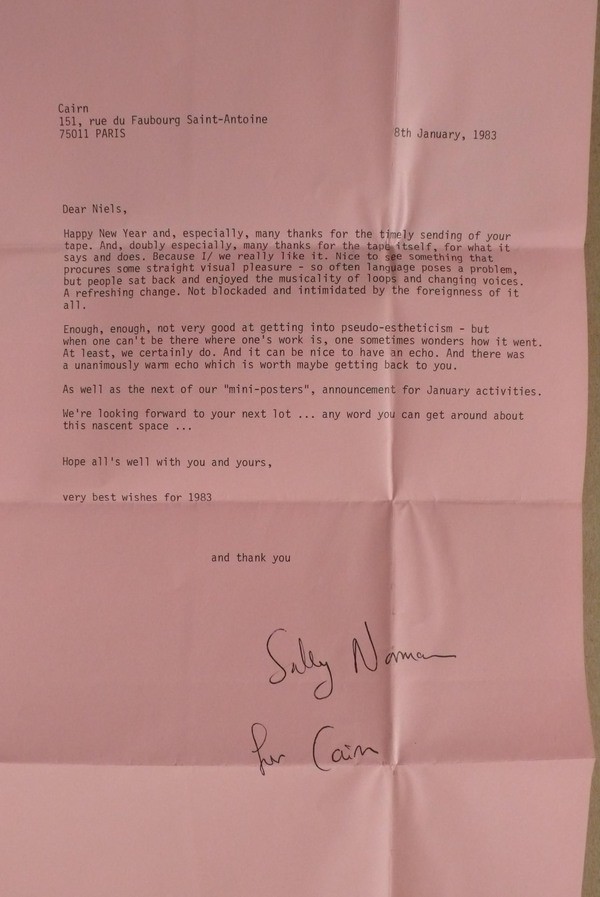 Cairn
151, rue du Faubourg Saint-Antoine
75011 PARIS
8th January, 1983
Dear Niels,
Happy New Year and, especially, many thanks for the timely sending of your
tape. And, doubly especially, many thanks for the tape itself, for what it
says and does. Because I/ we really like it. Nice to see something that
procures some straight visual pleasure - so often language poses a problem,
but people sat back and enjoyed the musicality of loops and changing voices.
A refreshing change. Not blockaded and intimidated by the foreignness of it
all.
Enough, enough, not very good at getting into pseudo-estheticism - but
when one can't be there where one's work is, one sometimes wonders how it went.
At least, we certainly do. And it can be nice to have an echo. And there was
a unanimously warm echo which is worth maybe getting back to you.
As well as the next of our "mini-posters", announcement for January activities.
We're looking forward to your next lot ... any word you can get around about
this nascent space ...
Hope all's well with you and yours,
very best wishes for 1983
and thank you
Sally Norman
for Cairn